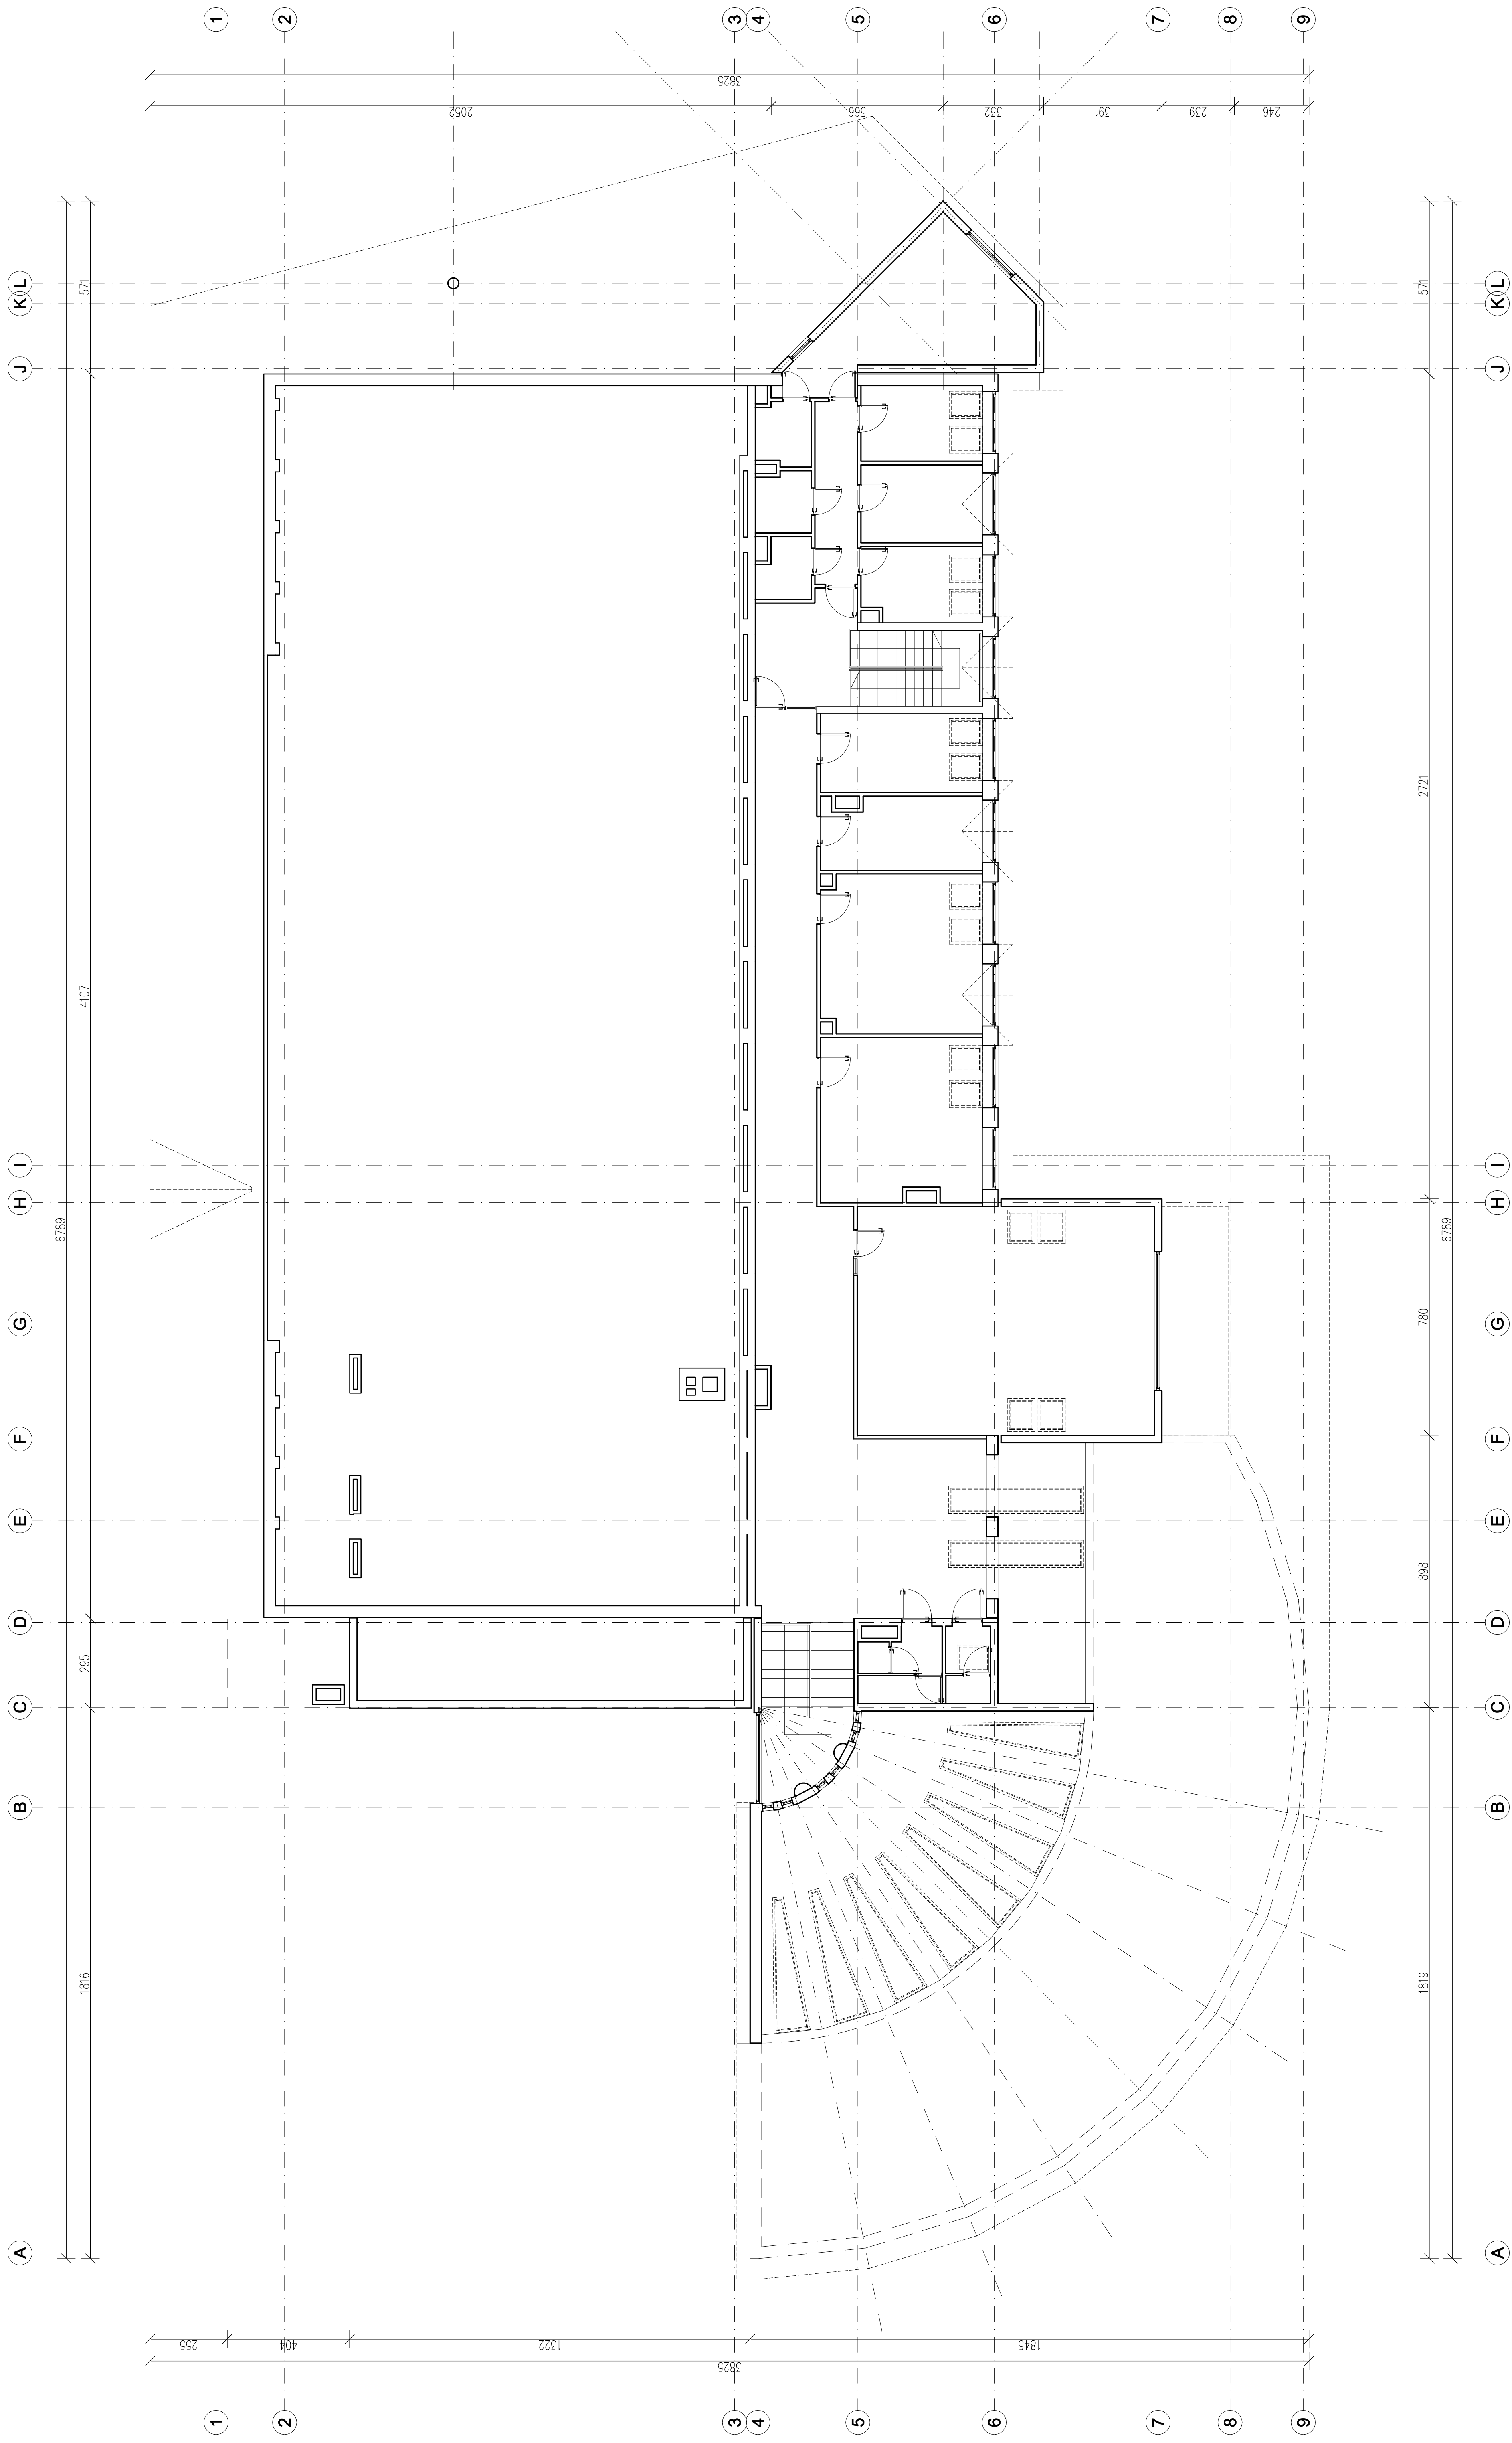 1 2 3 4 5 6 7 8 9
3825
2052 566 332 391 239 246
L L
K K
571 571
J J
2721
4107
I I
H H
6789 6789
G G
780
F F
E E
898
D D
295
C C
B B
1816 1819
A A
255 404 1322 1845
3825
1 2 3 4 5 6 7 8 9